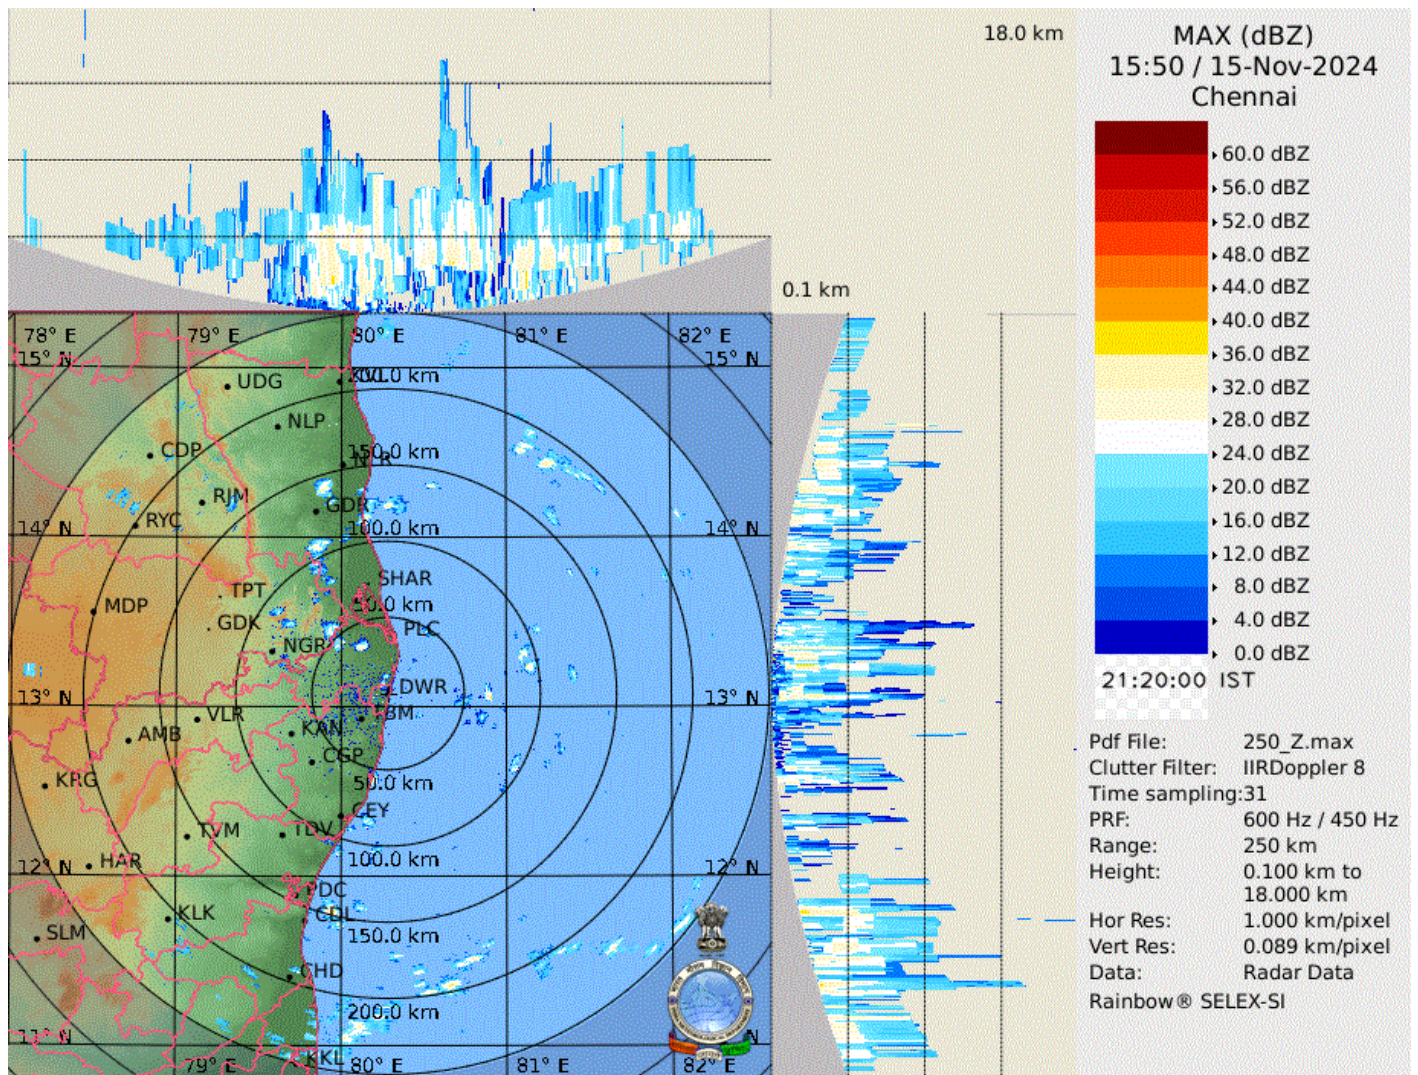 18.0 km
MAX (dBZ)
15:50 / 15-Nov-2024
Chennai
60.0 dBZ
56.0 dBZ
52.0 dBZ
48.0 dBZ
44.0 dBZ
40.0 dBZ
36.0 dBZ
32.0 dBZ
28.0 dBZ
24.0 dBZ
20.0 dBZ
16.0 dBZ
12.0 dBZ
8.0 dBZ
4.0 dBZ
0.0 dBZ
21:20:00 IST
Pdf File: 250_Z.max
Clutter Filter: IIRDoppler 8
Time sampling:31
PRF: 600 Hz / 450 Hz
Range: 250 km
Height: 0.100 km to
18.000 km
Hor Res: 1.000 km/pixel
Vert Res: 0.089 km/pixel
Data: Radar Data
Rainbow® SELEX-SI
0.1 km
78° E 79° E 80° E 81° E 82° E
15° N 15° N
UDG 200.0 km
NLP
CDP 150.0 km
RJM GDR
RYC
14° N 100.0 km 14° N
SHAR
TPT
MDP 50.0 km
GDK PLC
NGR
DWR
13° N 13° N
VLR
AMB KAN
CGP
KRG 50.0 km
CEY
TVM TDV
HAR 100.0 km
12° N 12° N
PDC
KLK CDL
SLM 150.0 km
CHD
200.0 km
11° N
KKL
79° E 80° E 81° E 82° E